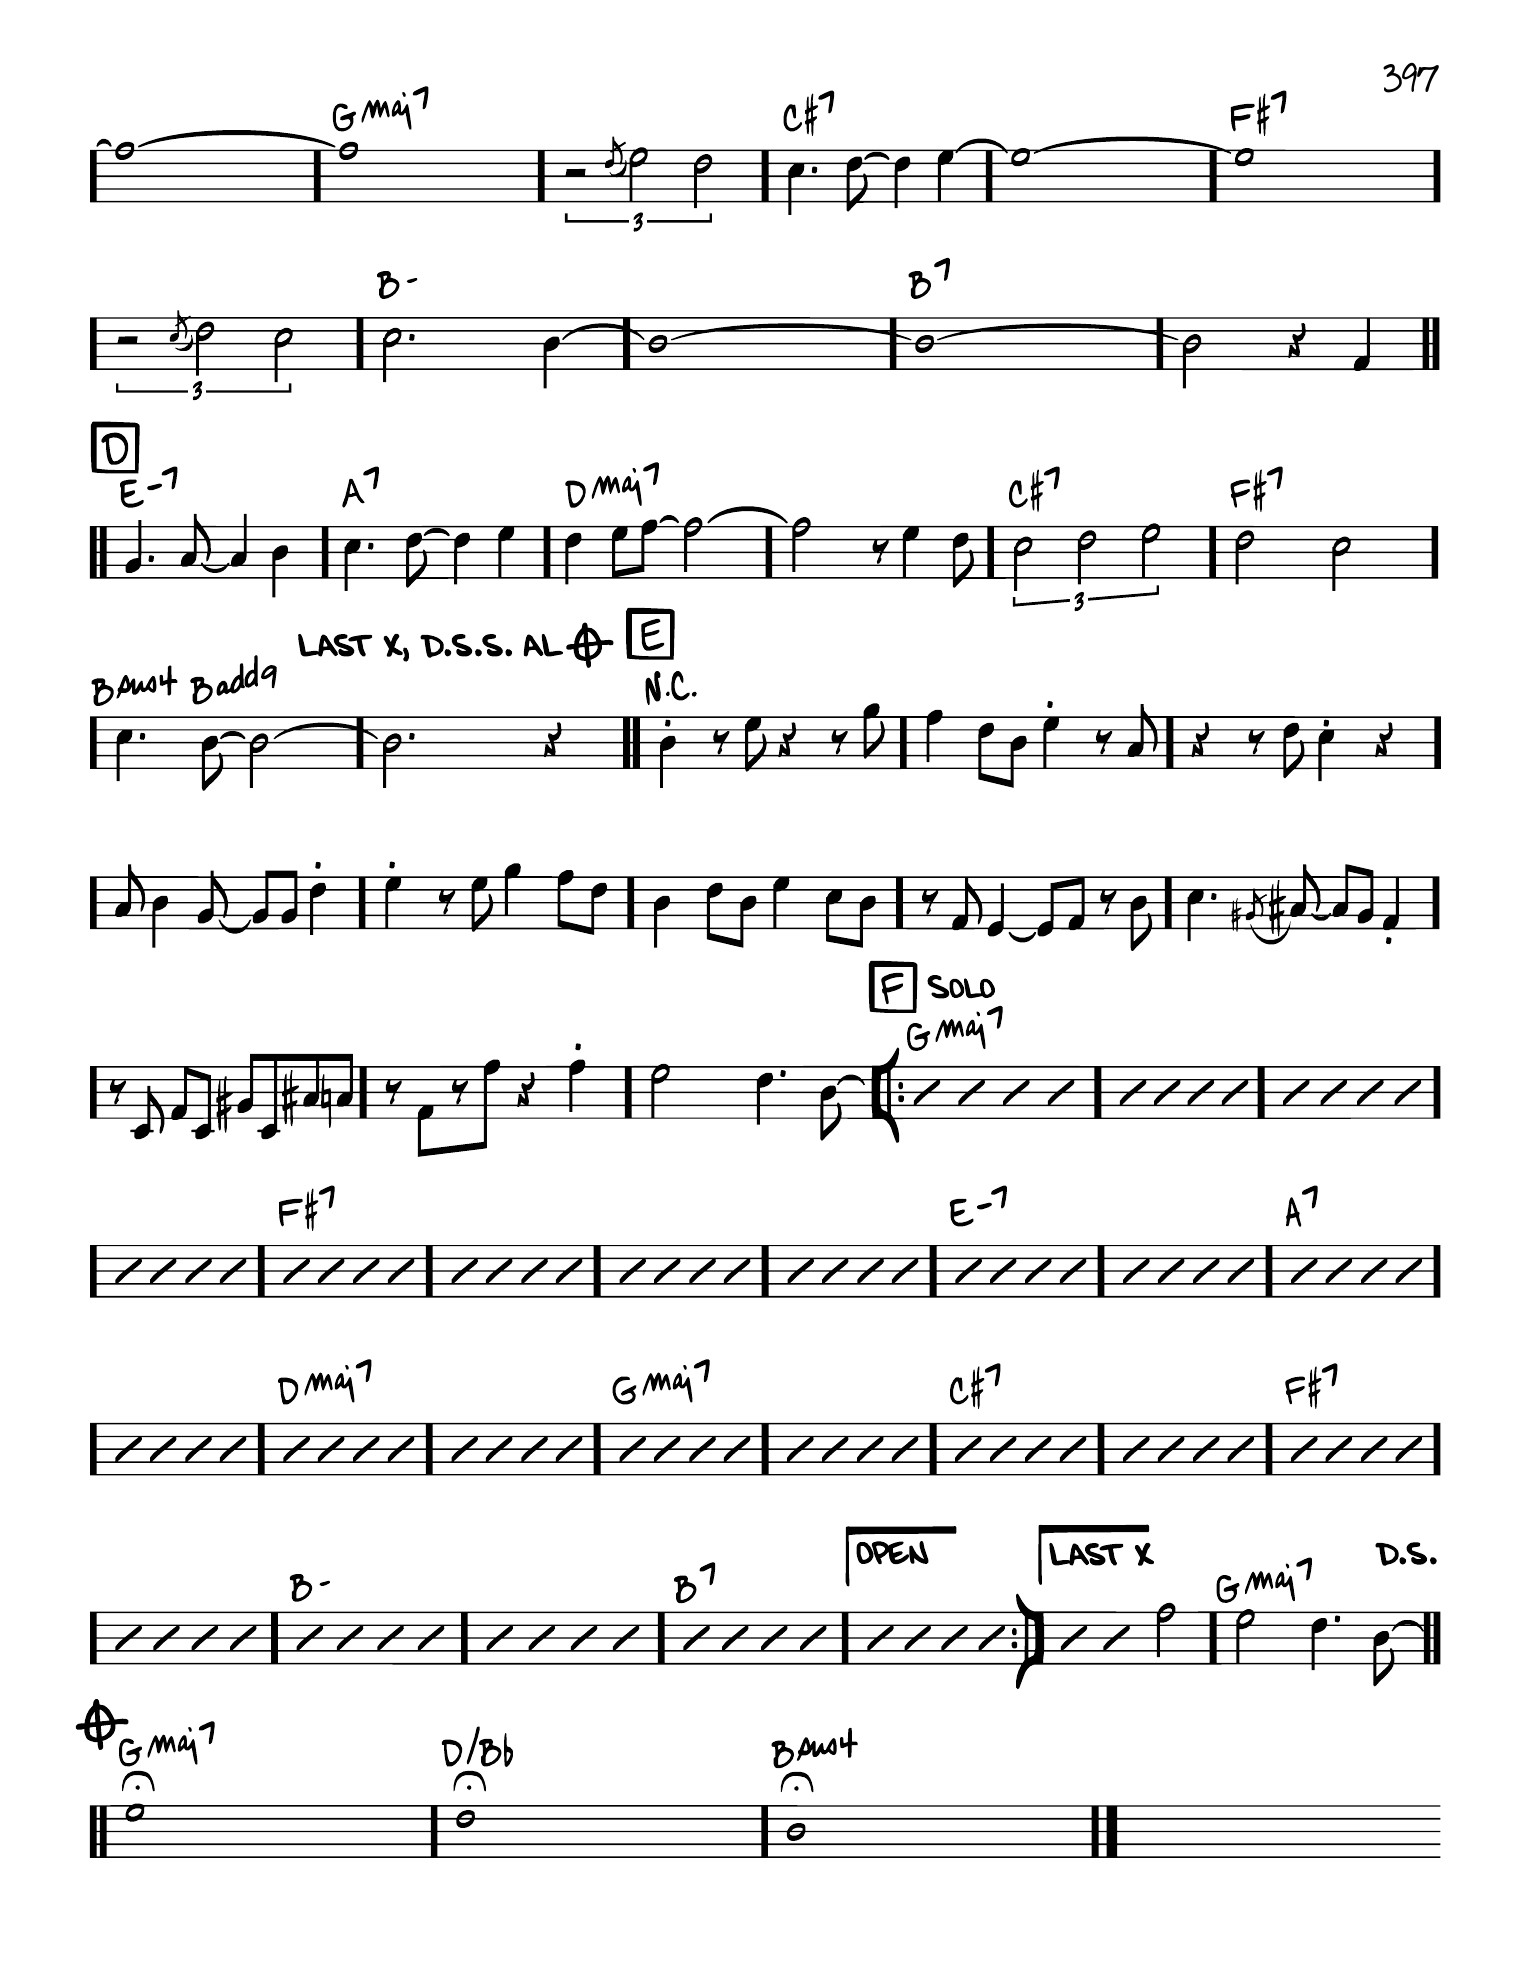 397
Gmaj7 C#7 F#7
3
B- B7
3
D
E-7 A7 Dmaj7 C#7 F#7
3
LAST X, D.S.S. AL E
Bsus4 Badd9 N.C.
F SOLO
Gmaj7
F#7 E-7 A7
Dmaj7 Gmaj7 C#7 F#7
OPEN LAST X D.S.
B- B7 Gmaj7
Gmaj7 D/Bb Bsus4